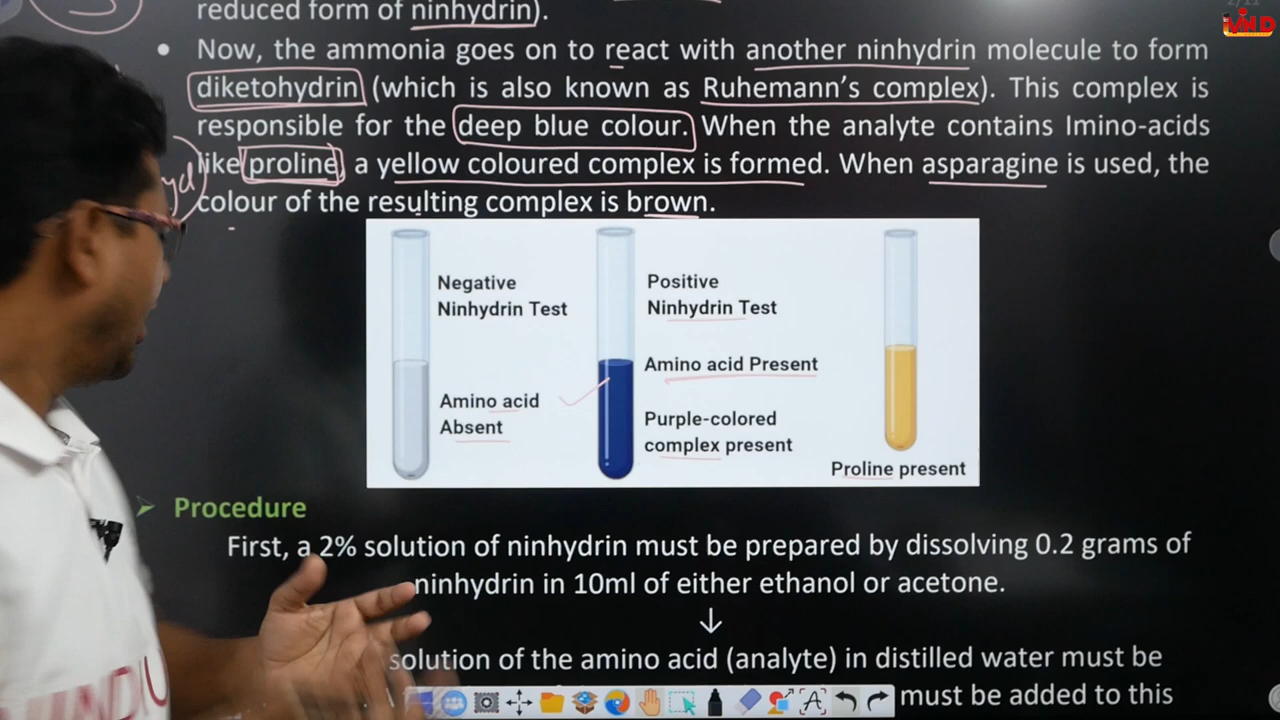 reduced form of ninhydrin).
• Now, the ammonia goes on to react with another ninhydrin molecule to form
diketohydrin (which is also known as Ruhemann's complex). This complex is
responsible for the deep blue colour. When the analyte contains Imino-acids
like proline, a yellow coloured complex is formed. When asparagine is used, the
colour of the resulting complex is brown.
Negative
Ninhydrin Test
Amino acid
Absent
Positive
Ninhydrin Test
Amino acid Present
Purple-colored
complex present
Proline present
➢ Procedure
First, a 2% solution of ninhydrin must be prepared by dissolving 0.2 grams of
ninhydrin in 10ml of either ethanol or acetone.
↓
solution of the amino acid (analyte) in distilled water must be
must be added to this